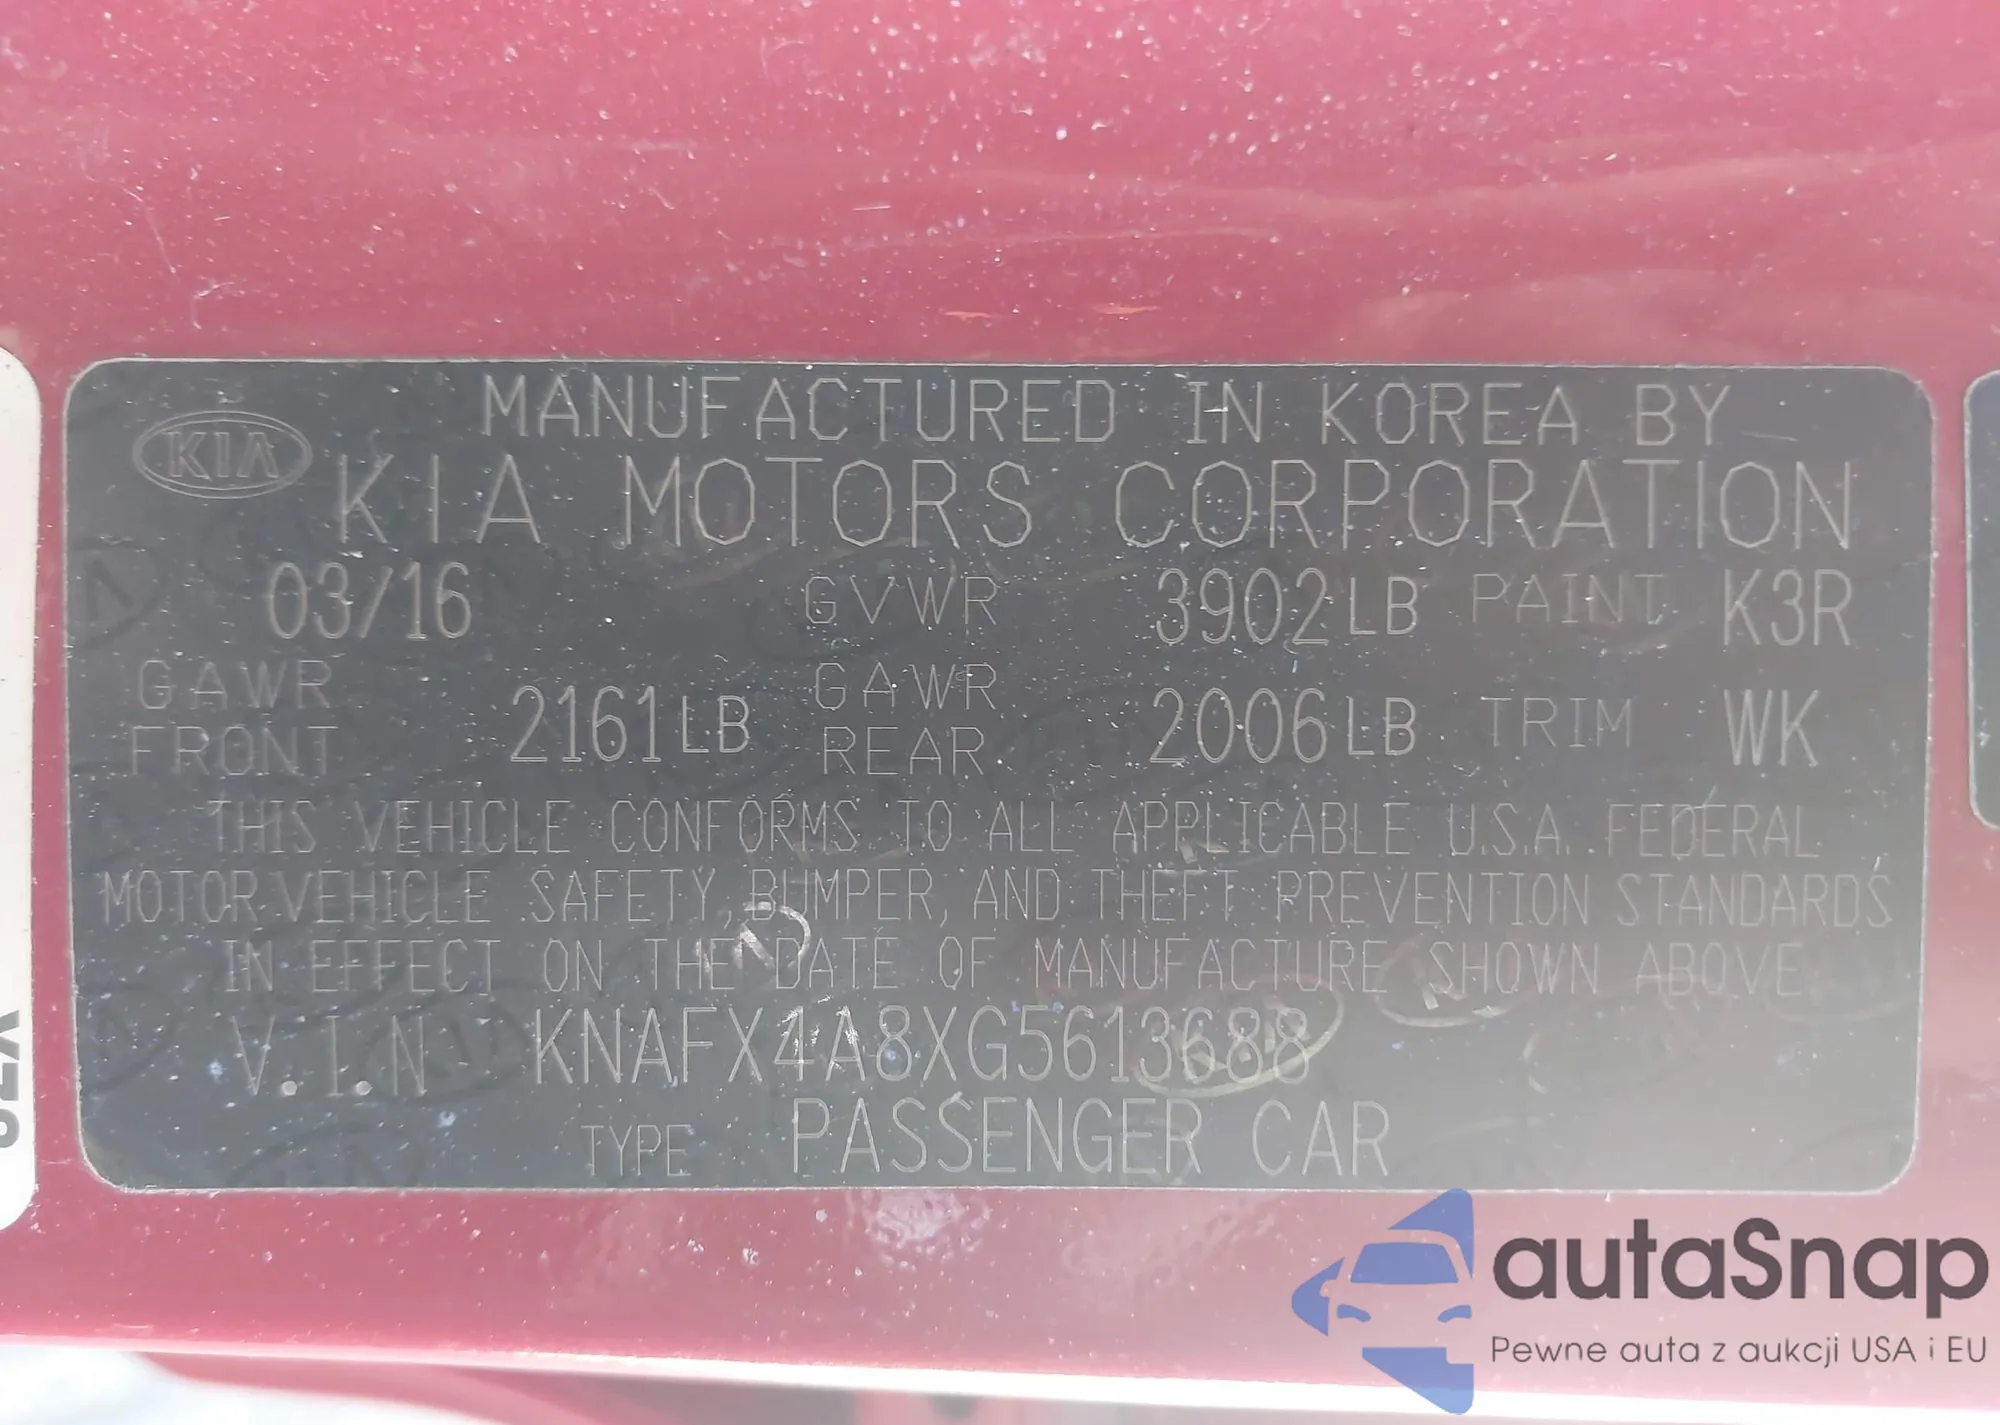 MANUFACTURED IN KOREA BY
KIA
KIA MOTORS CORPORATION
03/16 GVWR 3902LB PAINT K3R
GAWR FRONT 2161LB GAWR REAR 2006LB TRIM WK
THIS VEHICLE CONFORMS TO ALL APPLICABLE U.S.A. FEDERAL
MOTOR VEHICLE SAFETY, BUMPER, AND THEFT PREVENTION STANDARDS
IN EFFECT ON THE DATE OF MANUFACTURE SHOWN ABOVE
V.I.N KNAFX4A8XG5613688
TYPE PASSENGER CAR
autaSnap
Pewne auta z aukcji USA i EU